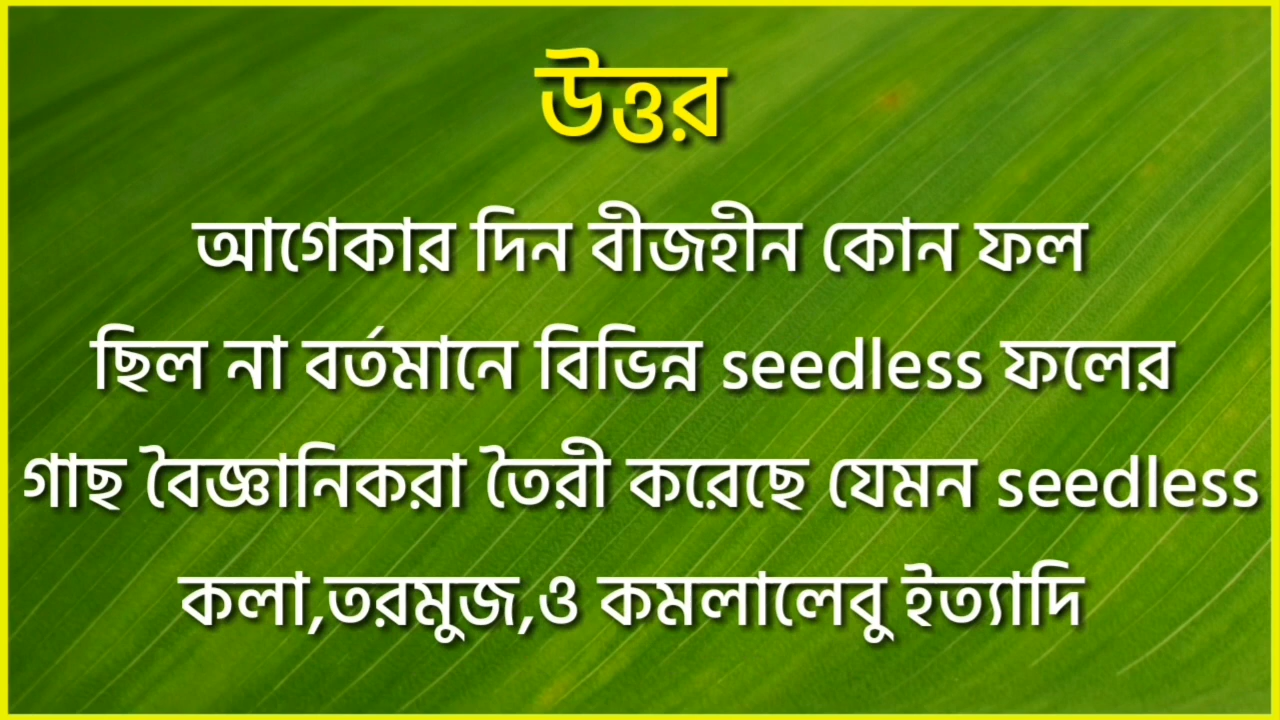 উত্তর
আগেকার দিন বীজহীন কোন ফল
ছিল না বর্তমানে বিভিন্ন seedless ফলের
গাছ বৈজ্ঞানিকরা তৈরী করেছে যেমন seedless
কলা,তরমুজ,ও কমলালেবু ইত্যাদি